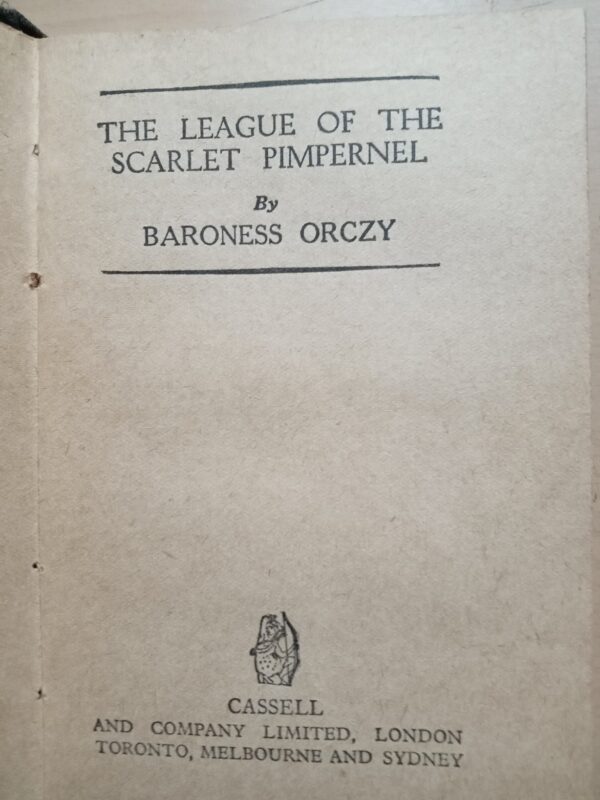 THE LEAGUE OF THE
SCARLET PIMPERNEL
By
BARONESS ORCZY
CASSELL
AND COMPANY LIMITED, LONDON
TORONTO, MELBOURNE AND SYDNEY